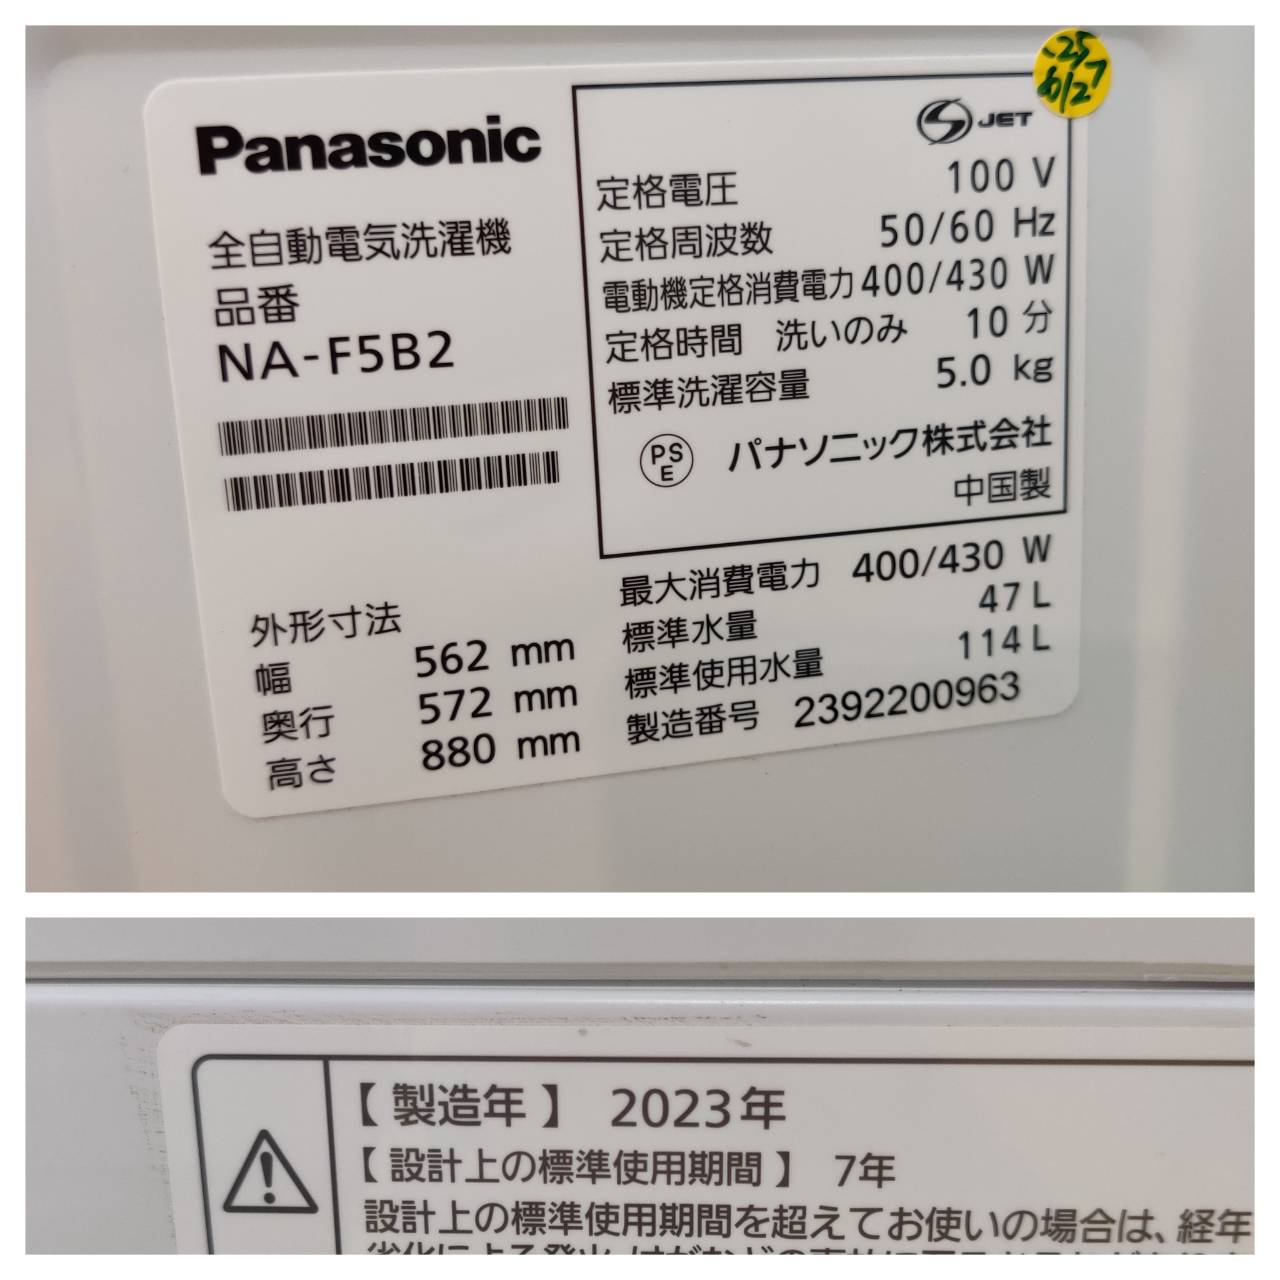 Panasonic
全自動電気洗濯機
品番
NA-F5B2
外形寸法
幅 562 mm
奥行 572 mm
高さ 880 mm
'25
6/27
S JET
定格電圧 100 V
定格周波数 50/60 Hz
電動機定格消費電力 400/430 W
定格時間 洗いのみ 10 分
標準洗濯容量 5.0 kg
PS
E
パナソニック株式会社
中国製
最大消費電力 400/430 W
標準水量 47 L
標準使用水量 114 L
製造番号 2392200963
【 製造年 】 2023年
【 設計上の標準使用期間 】 7年
設計上の標準使用期間を超えてお使いの場合は、経年